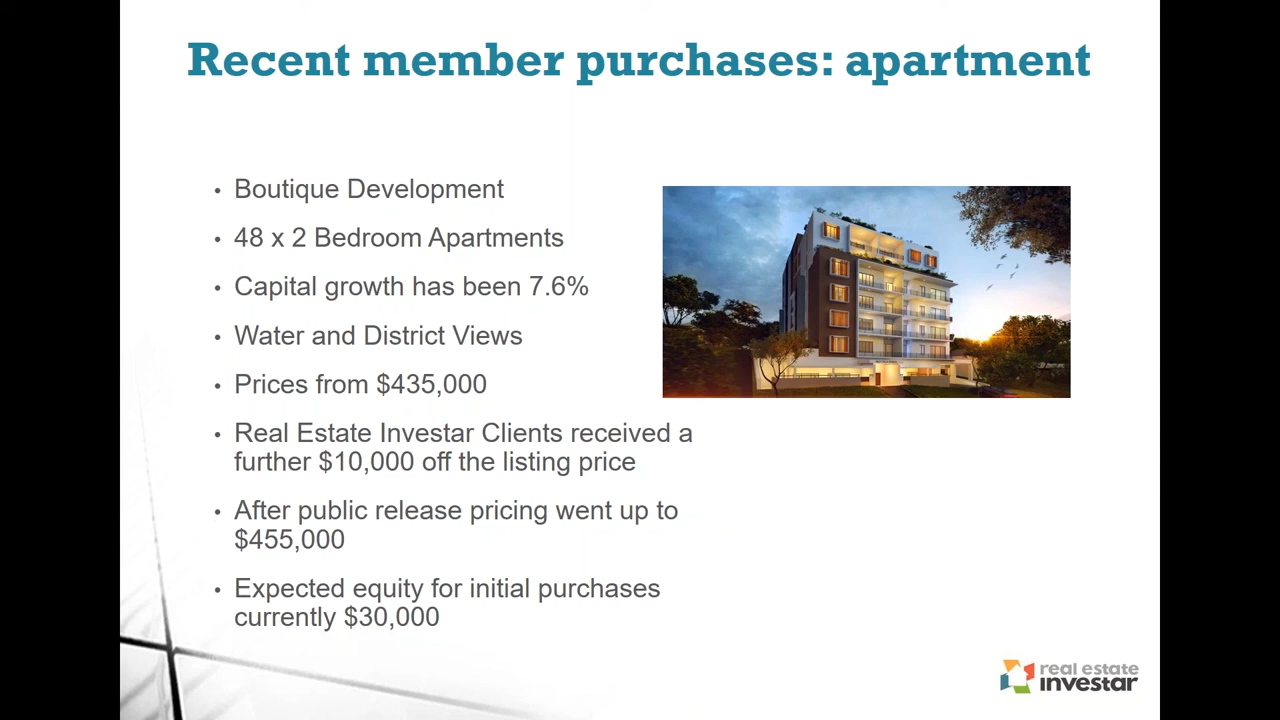 Recent member purchases: apartment
• Boutique Development
• 48 x 2 Bedroom Apartments
• Capital growth has been 7.6%
• Water and District Views
• Prices from $435,000
• Real Estate Investar Clients received a
further $10,000 off the listing price
• After public release pricing went up to
$455,000
• Expected equity for initial purchases
currently $30,000
real estate
investar